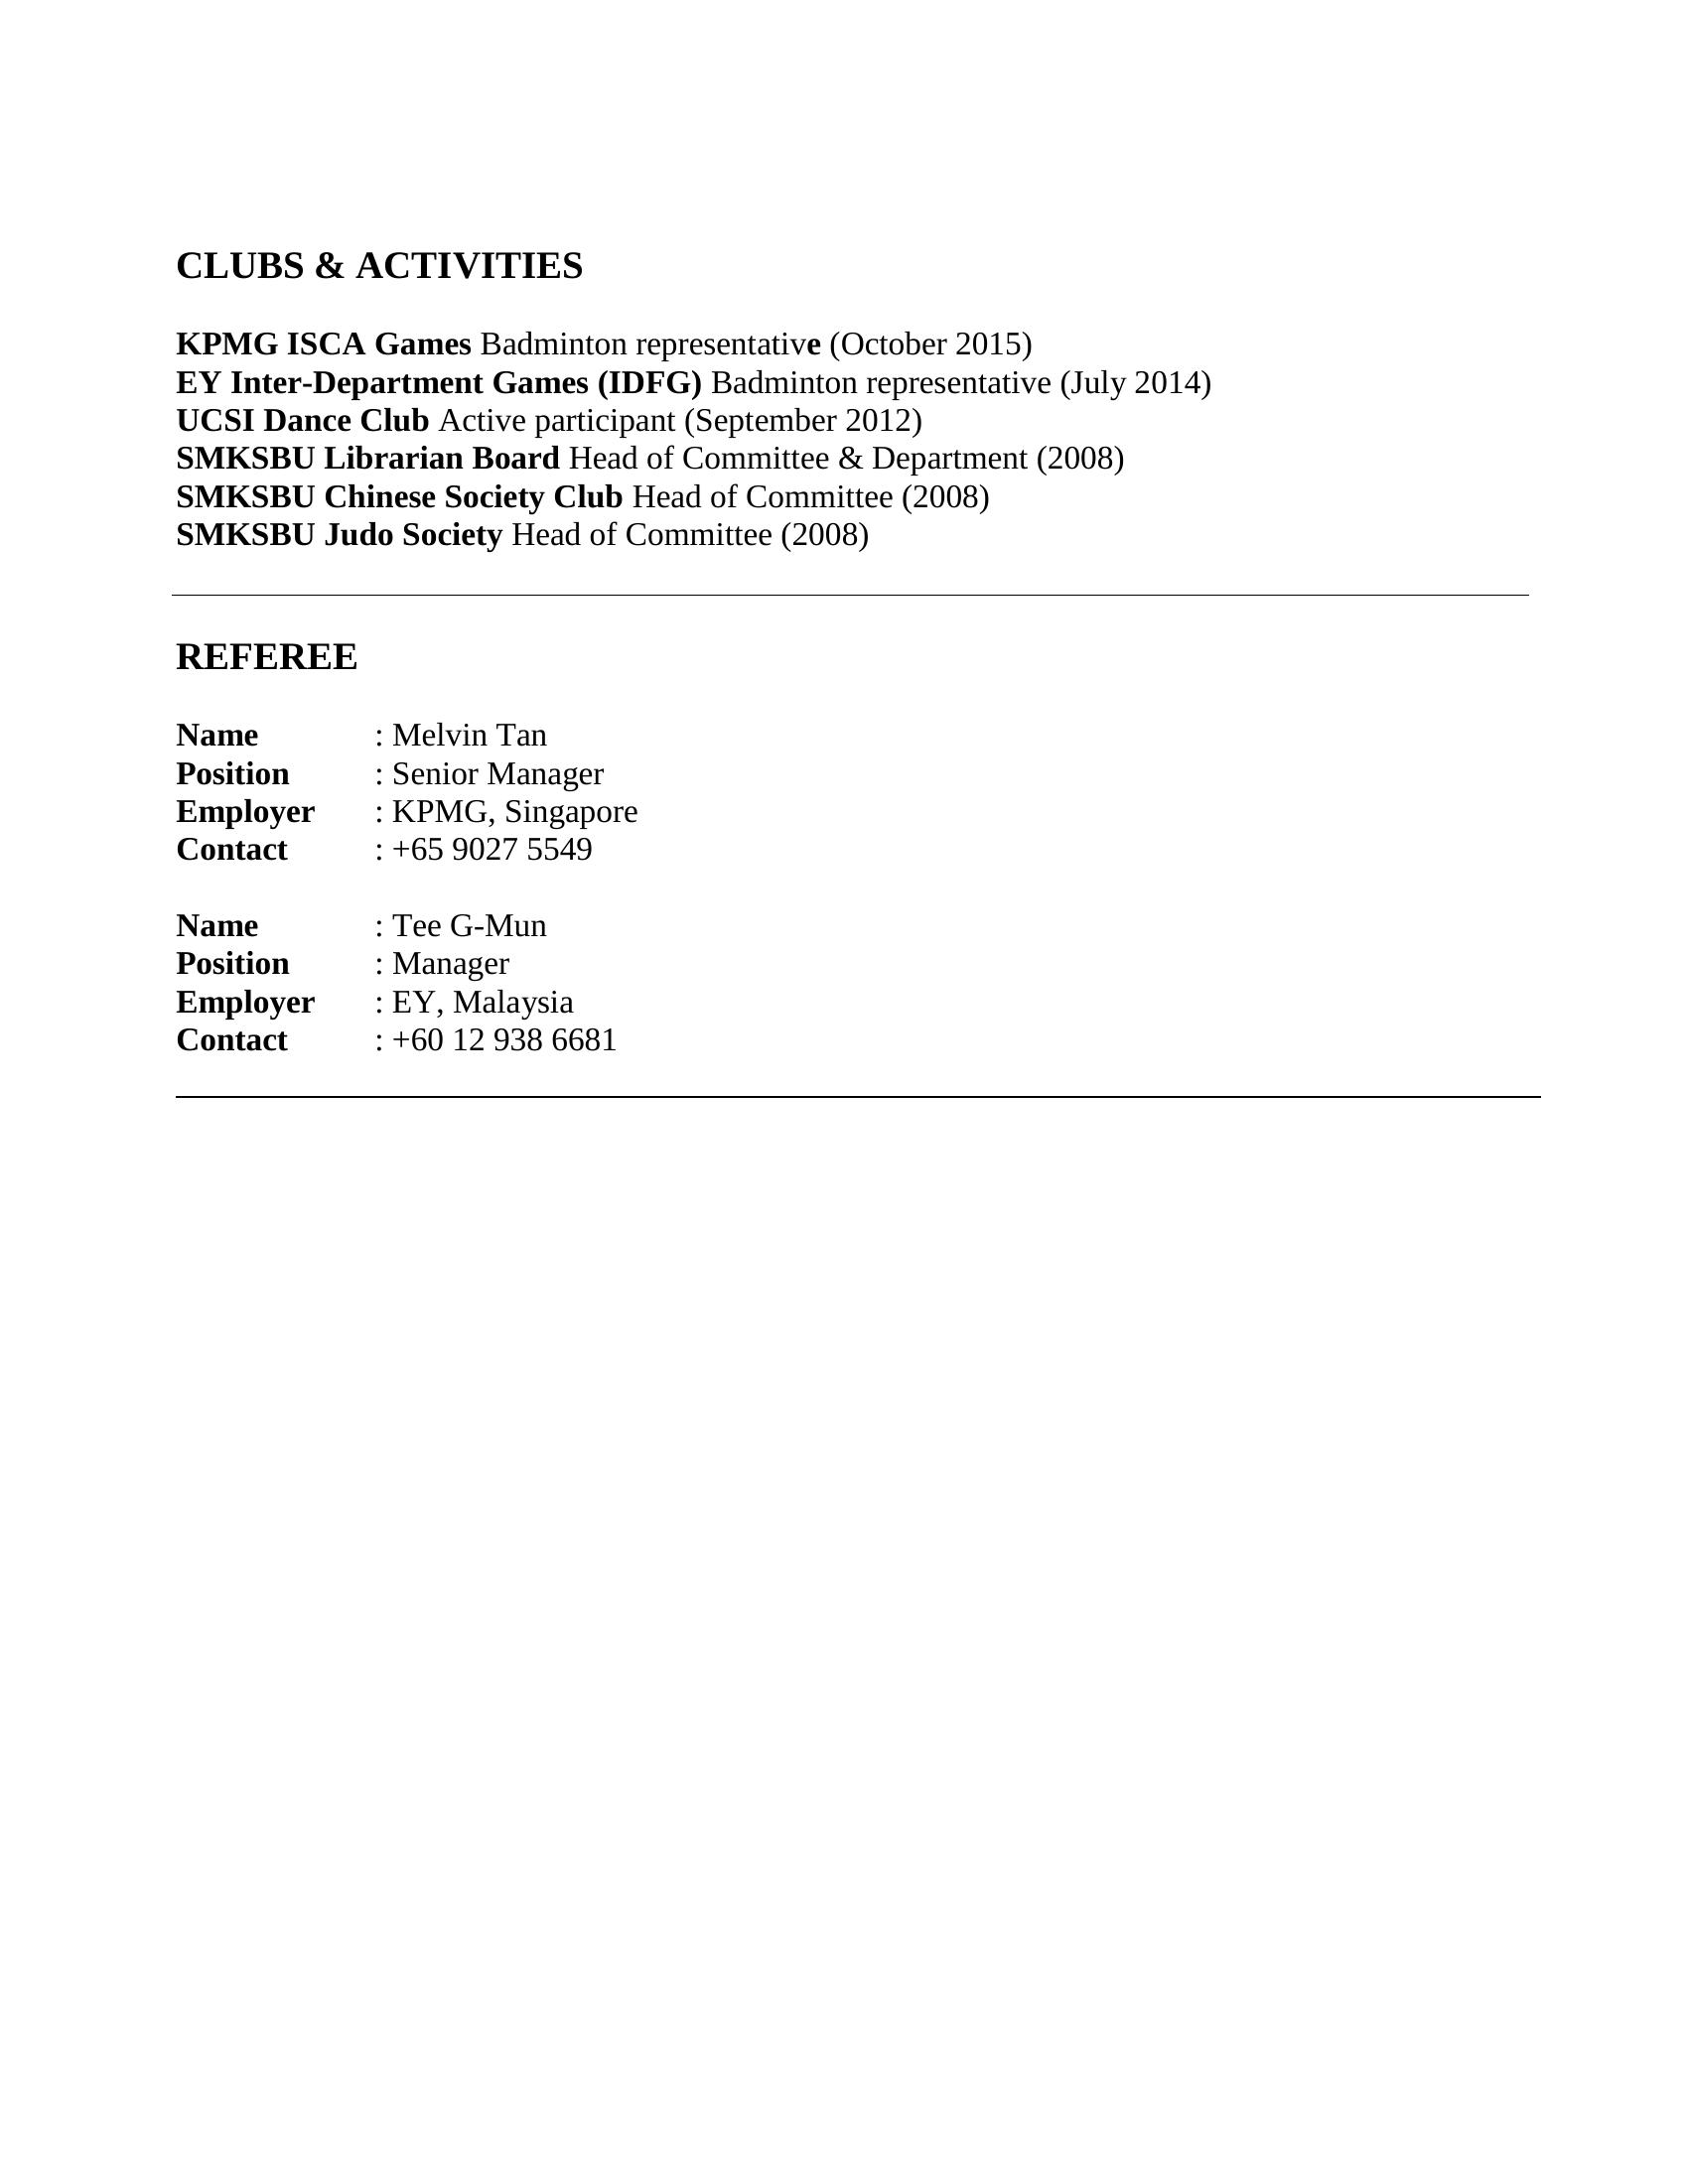 CLUBS & ACTIVITIES
KPMG ISCA Games Badminton representative (October 2015)
EY Inter-Department Games (IDFG) Badminton representative (July 2014)
UCSI Dance Club Active participant (September 2012)
SMKSBU Librarian Board Head of Committee & Department (2008)
SMKSBU Chinese Society Club Head of Committee (2008)
SMKSBU Judo Society Head of Committee (2008)
REFEREE
Name : Melvin Tan
Position : Senior Manager
Employer : KPMG, Singapore
Contact : +65 9027 5549
Name : Tee G-Mun
Position : Manager
Employer : EY, Malaysia
Contact : +60 12 938 6681